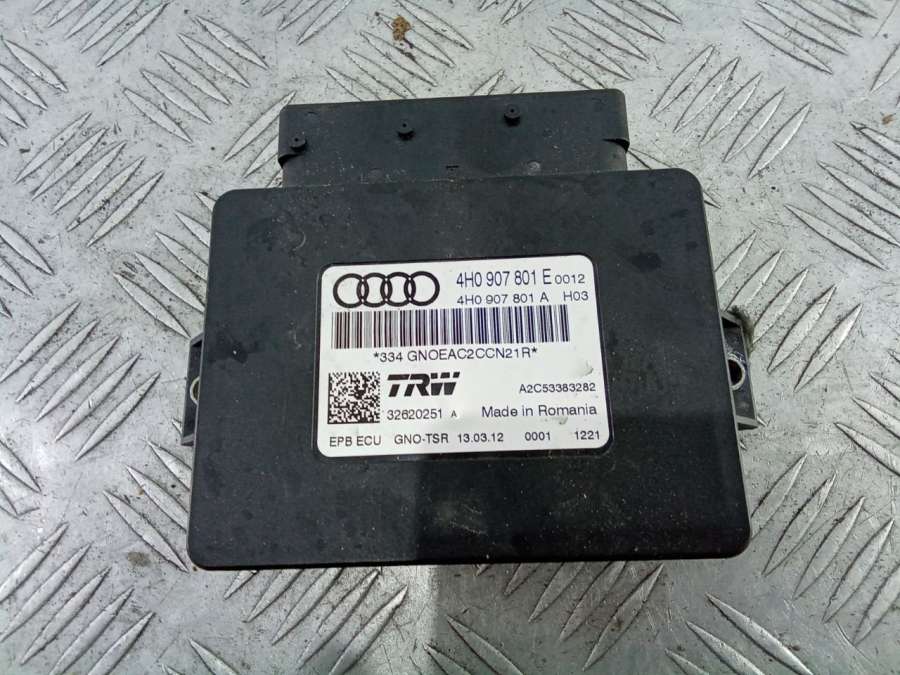 4H0 907 801 E 0012
4H0 907 801 A H03
*334 GNOEAC2CCN21R*
TRW A2C53383282
32620251 A Made in Romania
EPB ECU GNO-TSR 13.03.12 0001 1221